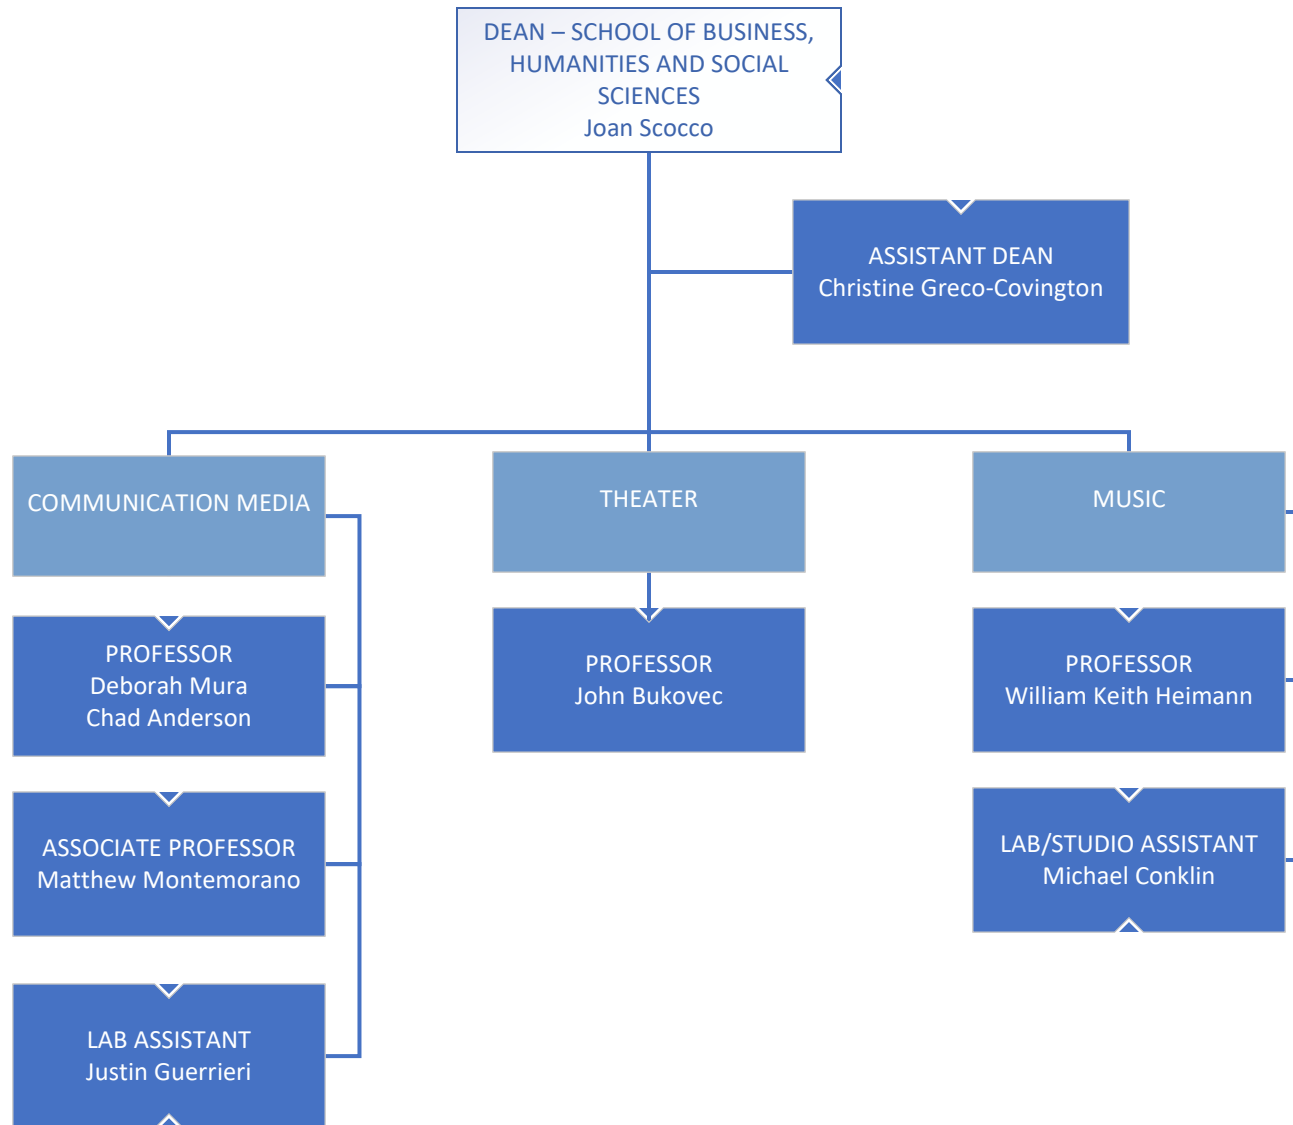 DEAN – SCHOOL OF BUSINESS,
HUMANITIES AND SOCIAL
SCIENCES
Joan Scocco
ASSISTANT DEAN
Christine Greco-Covington
COMMUNICATION MEDIA
THEATER
MUSIC
PROFESSOR
Deborah Mura
Chad Anderson
PROFESSOR
John Bukovec
PROFESSOR
William Keith Heimann
ASSOCIATE PROFESSOR
Matthew Montemorano
LAB/STUDIO ASSISTANT
Michael Conklin
LAB ASSISTANT
Justin Guerrieri